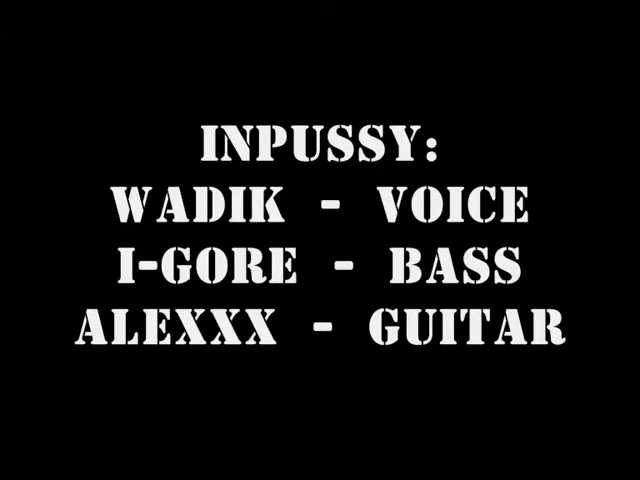 INPUSSY:
WADIK - VOICE
I-GORE - BASS
ALEXXX - GUITAR